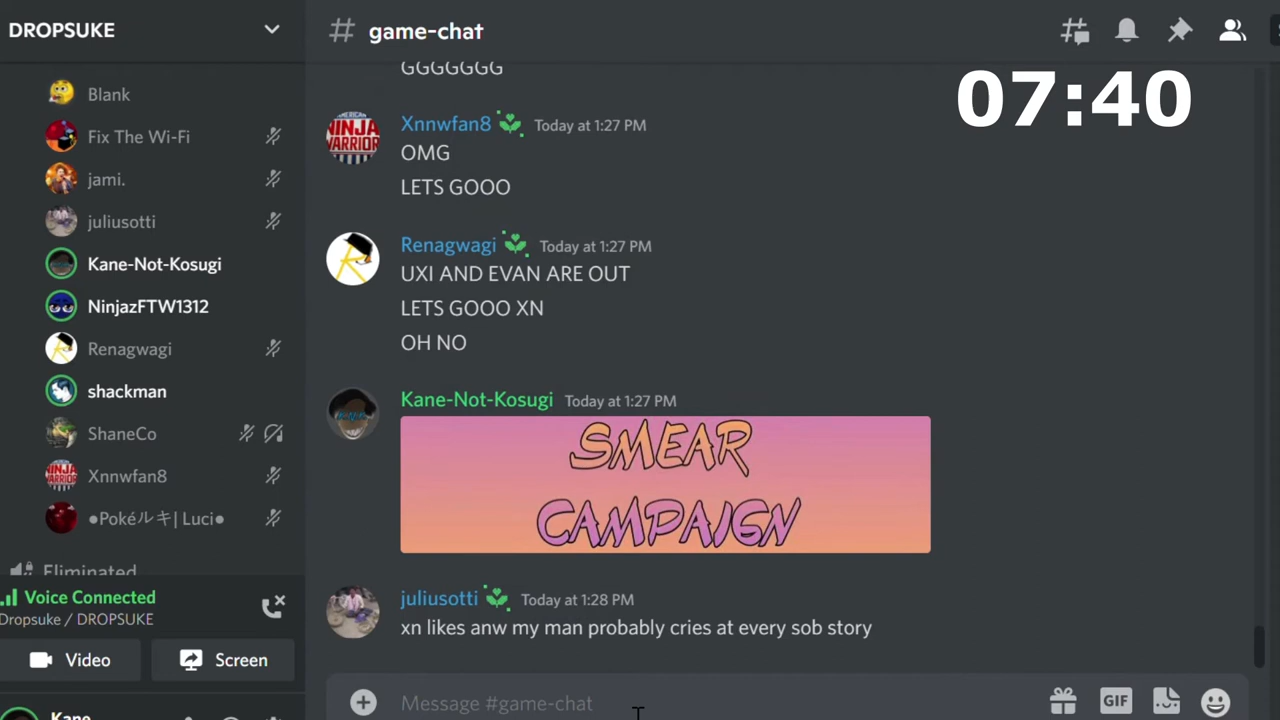 DROPSUKE
Blank
Fix The Wi-Fi
jami.
juliusotti
Kane-Not-Kosugi
NinjazFTW1312
Renagwagi
shackman
ShaneCo
Xnnwfan8
●Pokéルキ| Luci●
Eliminated
Voice Connected
Dropsuke / DROPSUKE
Video
Screen
Kane
# game-chat
07:40
GGGGGGG
Xnnwfan8 Today at 1:27 PM
AMERICAN
NINJA
WARRIOR
OMG
LETS GOOO
Renagwagi Today at 1:27 PM
UXI AND EVAN ARE OUT
LETS GOOO XN
OH NO
Kane-Not-Kosugi Today at 1:27 PM
SMEAR
CAMPAIGN
juliusotti Today at 1:28 PM
xn likes anw my man probably cries at every sob story
Message #game-chat
GIF